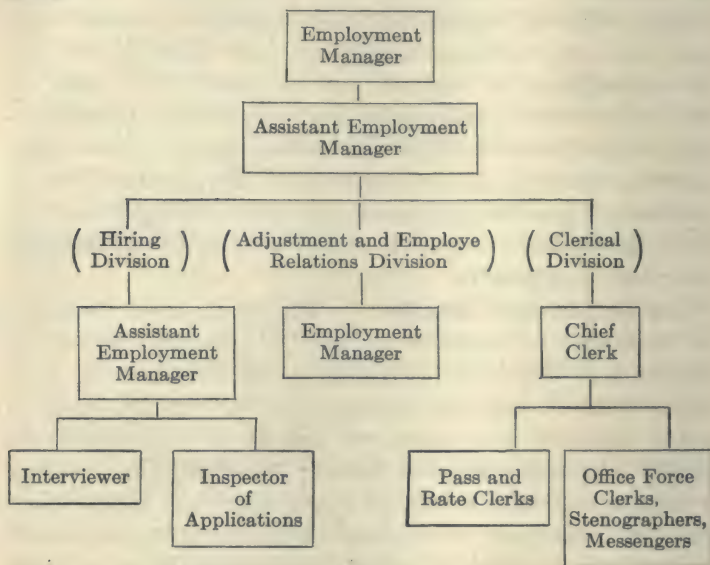 Employment
Manager
Assistant Employment
Manager
( Hiring
Division )
( Adjustment and Employe
Relations Division )
( Clerical
Division )
Assistant
Employment
Manager
Employment
Manager
Chief
Clerk
Interviewer
Inspector
of
Applications
Pass and
Rate Clerks
Office Force
Clerks,
Stenographers,
Messengers